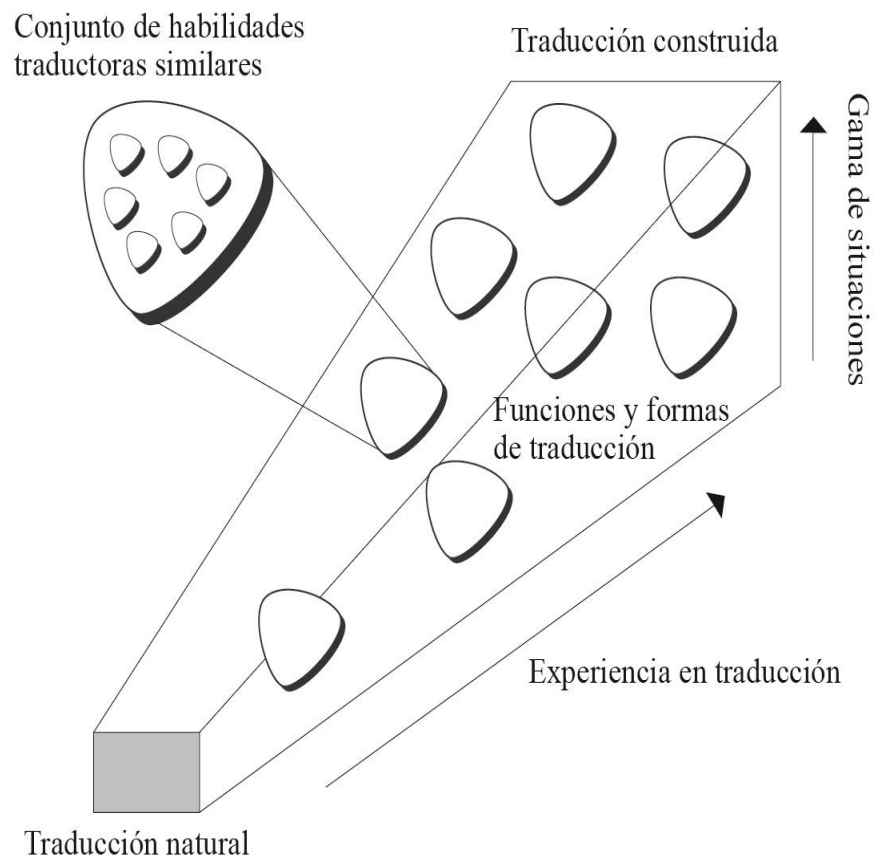 Conjunto de habilidades
traductoras similares
Traducción construida
Gama de situaciones
Funciones y formas
de traducción
Experiencia en traducción
Traducción natural